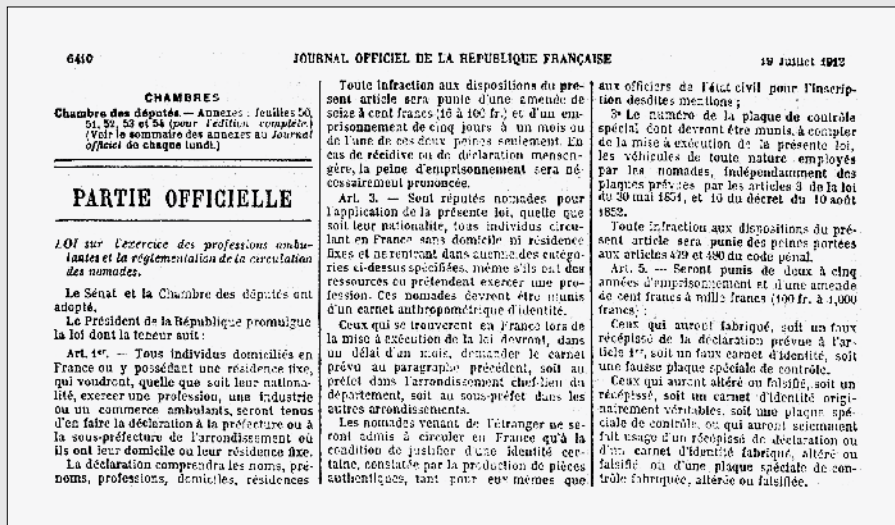 6410
JOURNAL OFFICIEL DE LA REPUBLIQUE FRANÇAISE
19 Juillet 1912
CHAMBRES
Chambre des députés. — Annexes : feuilles 50,
51, 52, 53 et 54 (pour l'édition complète.)
(Voir le sommaire des annexes au Journal
officiel de chaque lundi.)
PARTIE OFFICIELLE
LOI sur l'exercice des professions ambu-
lantes et la réglementation de la circulation
des nomades.
Le Sénat et la Chambre des députés ont
adopté,
Le Président de la République promulgue
la loi dont la teneur suit :
Art. 1er. — Tous individus domiciliés en
France ou y possédant une résidence fixe,
qui voudront, quelle que soit leur nationa-
lité, exercer une profession, une industrie
ou un commerce ambulants, seront tenus
d'en faire la déclaration à la préfecture ou à
la sous-préfecture de l'arrondissement où
ils ont leur domicile ou leur résidence fixe.
La déclaration comprendra les noms, pré-
noms, professions, domiciles, résidences
Toute infraction aux dispositions du pré-
sent article sera punie d'une amende de
seize à cent francs (16 à 100 fr.) et d'un em-
prisonnement de cinq jours à un mois ou
de l'une de ces deux peines seulement. En
cas de récidive ou de déclaration menson-
gère, la peine d'emprisonnement sera né-
cessairement prononcée.
Art. 3. — Sont réputés nomades pour
l'application de la présente loi, quelle que
soit leur nationalité, tous individus circu-
lant en France sans domicile ni résidence
fixes et ne rentrant dans aucune des catégo-
ries ci-dessus spécifiées, même s'ils ont des
ressources ou prétendent exercer une pro-
fession. Ces nomades devront être munis
d'un carnet anthropométrique d'identité.
Ceux qui se trouveront en France lors de
la mise à exécution de la loi devront, dans
un délai d'un mois, demander le carnet
prévu au paragraphe précédent, soit au
préfet dans l'arrondissement chef-lieu du
département, soit au sous-préfet dans les
autres arrondissements.
Les nomades venant de l'étranger ne se-
ront admis à circuler en France qu'à la
condition de justifier d'une identité cer-
taine, constatée par la production de pièces
authentiques, tant pour eux-mêmes que
aux officiers de l'état civil pour l'inscrip-
tion desdites mentions ;
3° Le numéro de la plaque de contrôle
spécial dont devront être munis, à compter
de la mise à exécution de la présente loi,
les véhicules de toute nature employés
par les nomades, indépendamment des
plaques prévues par les articles 3 de la loi
du 30 mai 1851, et 16 du décret du 10 août
1852.
Toute infraction aux dispositions du pré-
sent article sera punie des peines portées
aux articles 479 et 480 du code pénal.
Art. 5. — Seront punis de deux à cinq
années d'emprisonnement et d'une amende
de cent francs à mille francs (100 fr. à 1,000
francs) :
Ceux qui auront fabriqué, soit un faux
récépissé de la déclaration prévue à l'ar-
ticle 1er, soit un faux carnet d'identité, soit
une fausse plaque spéciale de contrôle.
Ceux qui auront altéré ou falsifié, soit un
récépissé, soit un carnet d'identité origi-
nairement véritables, soit une plaque spé-
ciale de contrôle, ou qui auront sciemment
fait usage d'un récépissé de déclaration ou
d'un carnet d'identité fabriqué, altéré ou
falsifié ou d'une plaque spéciale de con-
trôle fabriquée, altérée ou falsifiée.